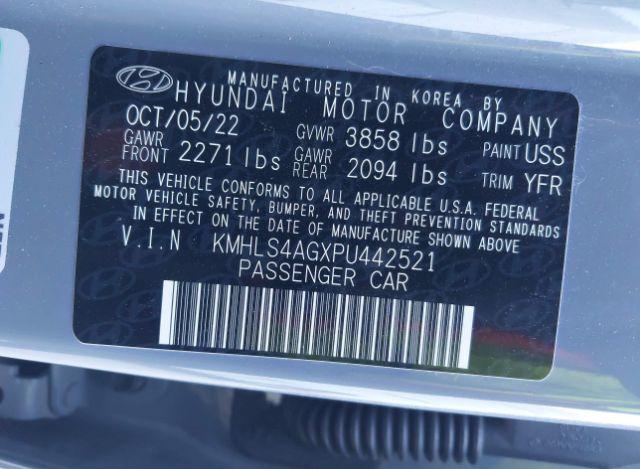 MANUFACTURED IN KOREA BY
HYUNDAI MOTOR COMPANY
OCT/05/22 GVWR 3858 lbs PAINT USS
GAWR FRONT 2271 lbs GAWR REAR 2094 lbs TRIM YFR
THIS VEHICLE CONFORMS TO ALL APPLICABLE U.S.A. FEDERAL
MOTOR VEHICLE SAFETY, BUMPER, AND THEFT PREVENTION STANDARDS
IN EFFECT ON THE DATE OF MANUFACTURE SHOWN ABOVE
V.I.N KMHLS4AGXPU442521
PASSENGER CAR